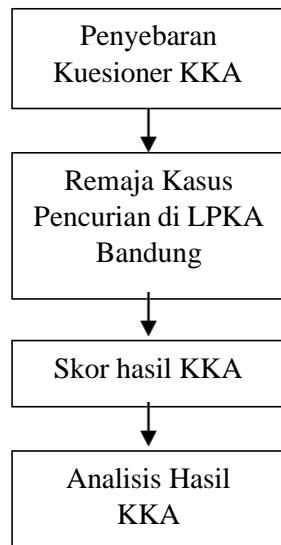 Penyebaran
Kuesioner KKA
Remaja Kasus
Pencurian di LPKA
Bandung
Skor hasil KKA
Analisis Hasil
KKA